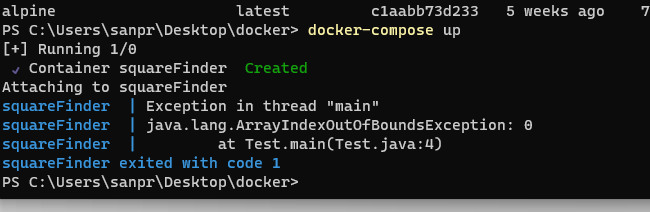 alpine latest c1aabb73d233 5 weeks ago 7
PS C:\Users\sanpr\Desktop\docker> docker-compose up
[+] Running 1/0
✓ Container squareFinder Created
Attaching to squareFinder
squareFinder | Exception in thread "main"
squareFinder | java.lang.ArrayIndexOutOfBoundsException: 0
squareFinder | at Test.main(Test.java:4)
squareFinder exited with code 1
PS C:\Users\sanpr\Desktop\docker>